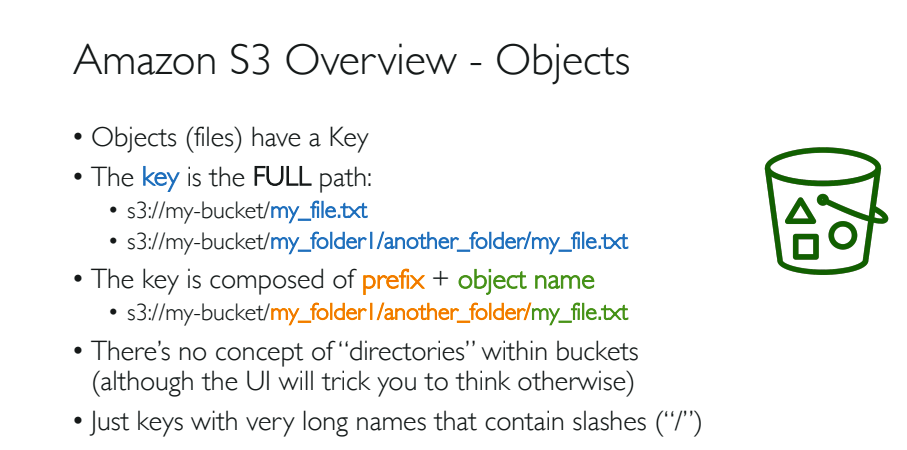 Amazon S3 Overview - Objects
• Objects (files) have a Key
• The key is the FULL path:
• s3://my-bucket/my_file.txt
• s3://my-bucket/my_folder1/another_folder/my_file.txt
• The key is composed of prefix + object name
• s3://my-bucket/my_folder1/another_folder/my_file.txt
• There’s no concept of “directories” within buckets
(although the UI will trick you to think otherwise)
• Just keys with very long names that contain slashes (“/”)